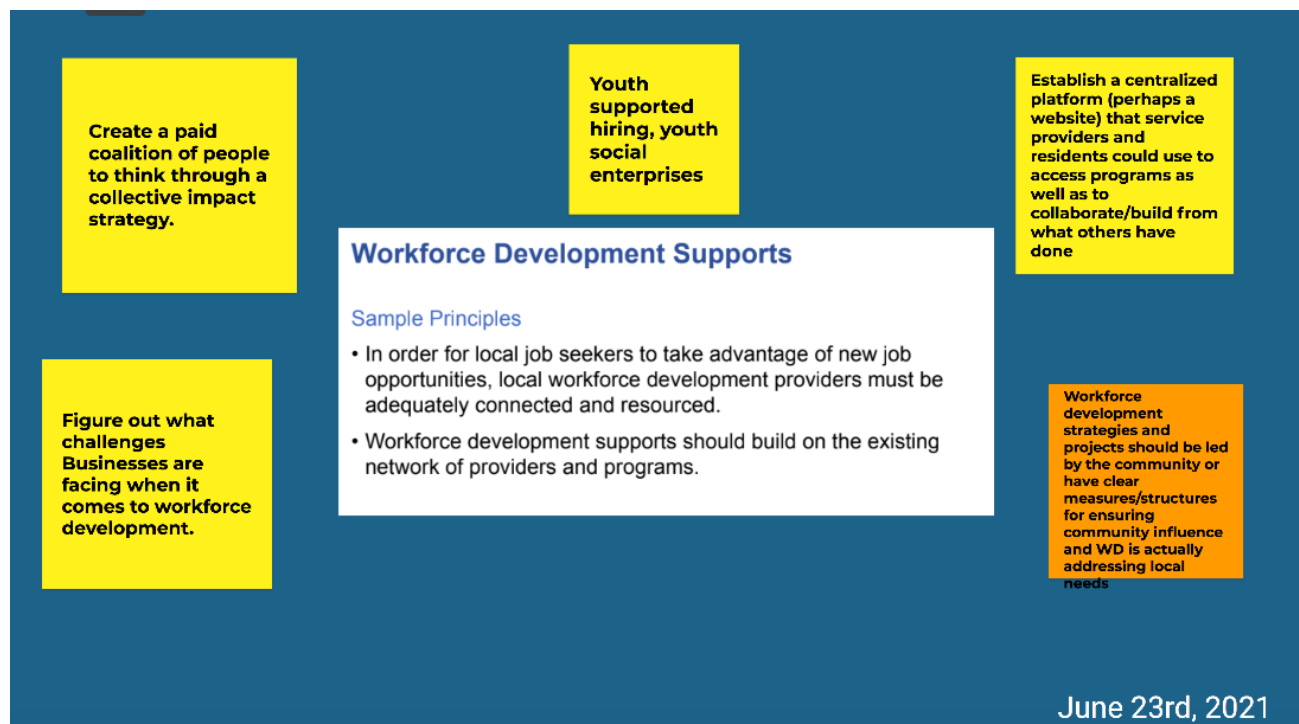 Create a paid
coalition of people
to think through a
collective impact
strategy.
Youth
supported
hiring, youth
social
enterprises
Establish a centralized
platform (perhaps a
website) that service
providers and
residents could use to
access programs as
well as to
collaborate/build from
what others have
done
Workforce Development Supports
Sample Principles
• In order for local job seekers to take advantage of new job
opportunities, local workforce development providers must be
adequately connected and resourced.
• Workforce development supports should build on the existing
network of providers and programs.
Figure out what
challenges
Businesses are
facing when it
comes to workforce
development.
Workforce
development
strategies and
projects should be led
by the community or
have clear
measures/structures
for ensuring
community influence
and WD is actually
addressing local
needs
June 23rd, 2021